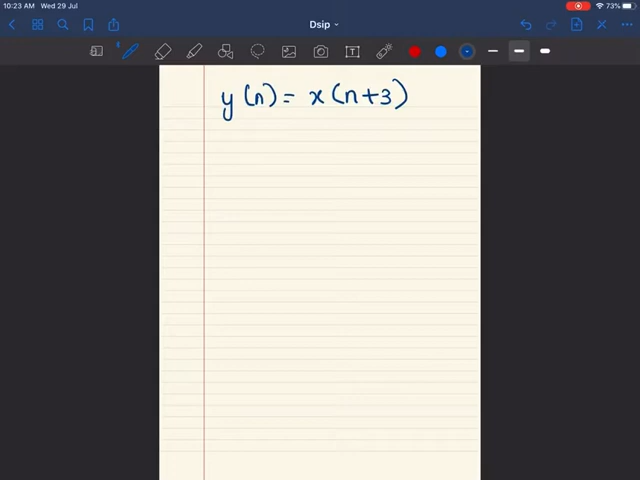 10:23 AM Wed 29 Jul 73%
Dsip
T
y(n) = x(n+3)